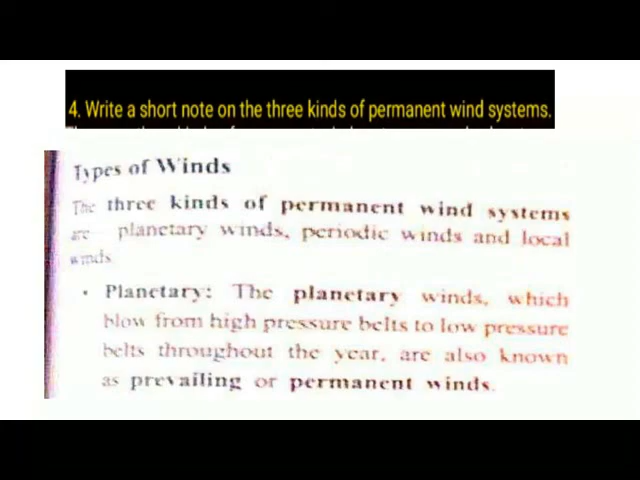 4. Write a short note on the three kinds of permanent wind systems.
Types of Winds
The three kinds of permanent wind systems
are planetary winds, periodic winds and local
winds.
• Planetary: The planetary winds, which
blow from high pressure belts to low pressure
belts throughout the year, are also known
as prevailing or permanent winds.